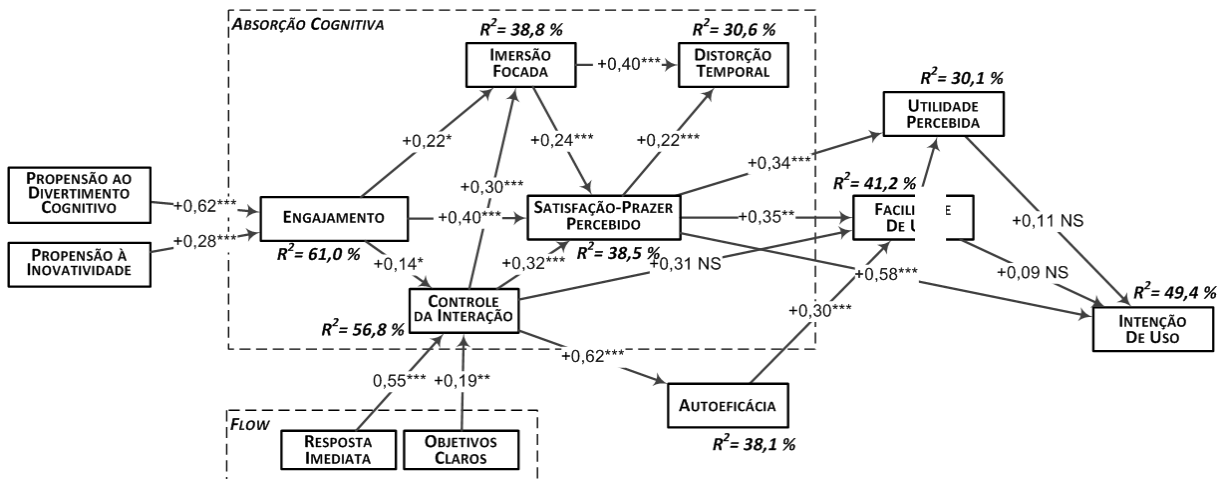 ABSORÇÃO COGNITIVA
R²= 38,8 %
IMERSÃO
FOCADA
+0,40***
R²= 30,6 %
DISTORÇÃO
TEMPORAL
R²= 30,1 %
UTILIDADE
PERCEBIDA
+0,22*
+0,24***
+0,22***
+0,34***
PROPENSÃO AO
DIVERTIMENTO
COGNITIVO
+0,62***
PROPENSÃO À
INOVATIVIDADE
+0,28***
ENGAJAMENTO
R²= 61,0 %
+0,30***
+0,40***
SATISFAÇÃO-PRAZER
PERCEBIDO
R²= 38,5 %
+0,35**
R²= 41,2 %
DE
+0,11 NS
+0,14*
+0,32***
+0,31 NS
+0,58***
+0,09 NS
CONTROLE
DA INTERAÇÃO
R²= 56,8 %
+0,30***
R²= 49,4 %
INTENÇÃO
DE USO
0,55***
+0,19**
+0,62***
AUTOEFICÁCIA
R²= 38,1 %
FLOW
RESPOSTA
IMEDIATA
OBJETIVOS
CLAROS